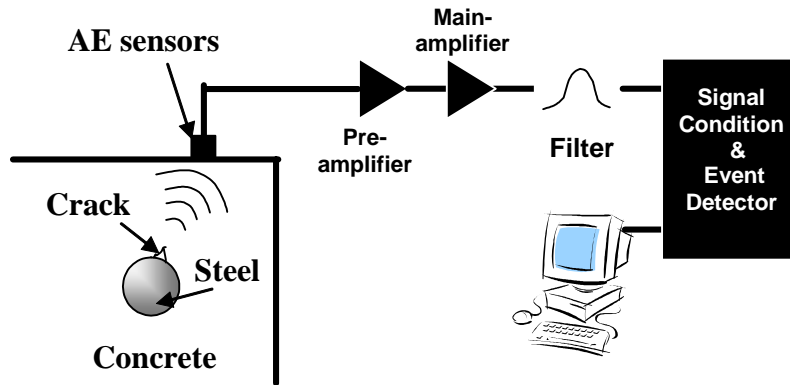 AE sensors
Main-
amplifier
Pre-
amplifier
Filter
Signal
Condition
&
Event
Detector
Crack
Steel
Concrete